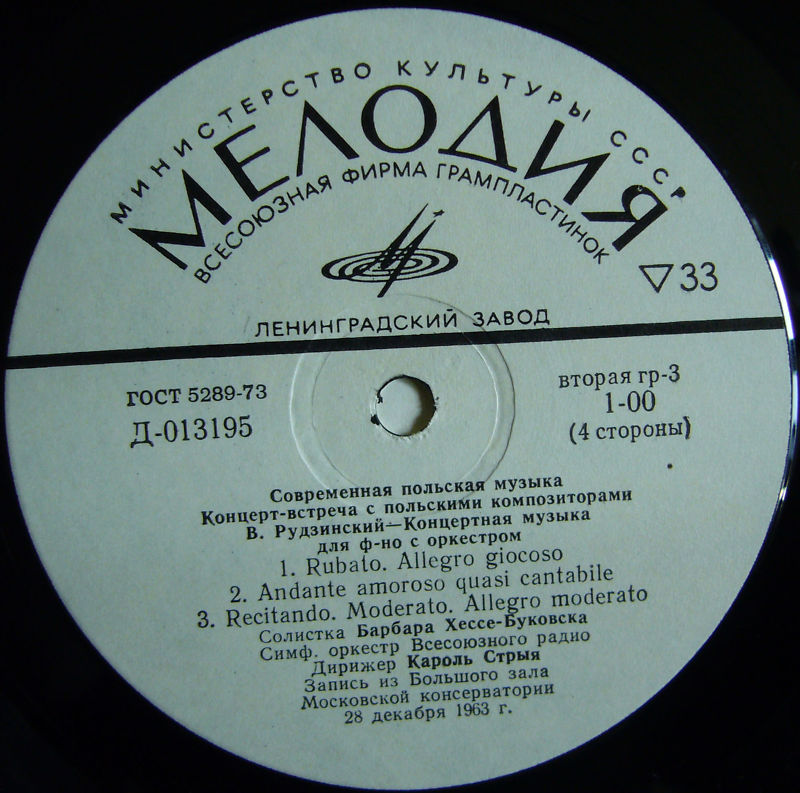 МИНИСТЕРСТВО КУЛЬТУРЫ СССР
МЕЛОДИЯ
ВСЕСОЮЗНАЯ ФИРМА ГРАМПЛАСТИНОК
33
ЛЕНИНГРАДСКИЙ ЗАВОД
ГОСТ 5289-73
Д-013195
вторая гр-3
1-00
(4 стороны)
Современная польская музыка
Концерт-встреча с польскими композиторами
В. Рудзинский—Концертная музыка
для ф-но с оркестром
1. Rubato. Allegro giocoso
2. Andante amoroso quasi cantabile
3. Recitando. Moderato. Allegro moderato
Солистка Барбара Хессе-Буковска
Симф. оркестр Всесоюзного радио
Дирижер Кароль Стрыя
Запись из Большого зала
Московской консерватории
28 декабря 1963 г.